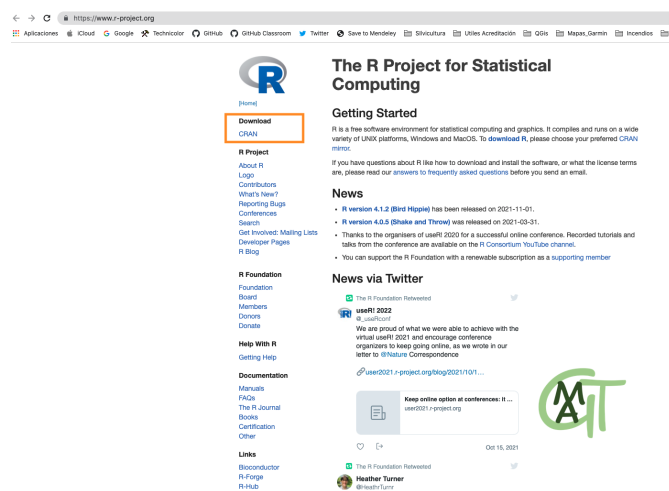 https://www.r-project.org
Aplicaciones iCloud Google Technicolor GitHub GitHub Classroom Twitter Save to Mendeley Silvicultura Utiles Acreditación QGis Mapas_Garmin Incendios
R
[Home]
Download
CRAN
R Project
About R
Logo
Contributors
What's New?
Reporting Bugs
Conferences
Search
Get Involved: Mailing Lists
Developer Pages
R Blog
R Foundation
Foundation
Board
Members
Donors
Donate
Help With R
Getting Help
Documentation
Manuals
FAQs
The R Journal
Books
Certification
Other
Links
Bioconductor
R-Forge
R-Hub
The R Project for Statistical
Computing
Getting Started
R is a free software environment for statistical computing and graphics. It compiles and runs on a wide
variety of UNIX platforms, Windows and MacOS. To download R, please choose your preferred CRAN
mirror.
If you have questions about R like how to download and install the software, or what the license terms
are, please read our answers to frequently asked questions before you send an email.
News
• R version 4.1.2 (Bird Hippie) has been released on 2021-11-01.
• R version 4.0.5 (Shake and Throw) was released on 2021-03-31.
• Thanks to the organisers of useR! 2020 for a successful online conference. Recorded tutorials and
talks from the conference are available on the R Consortium YouTube channel.
• You can support the R Foundation with a renewable subscription as a supporting member
News via Twitter
The R Foundation Retweeted
useR! 2022
@_useRconf
We are proud of what we were able to achieve with the
virtual useR! 2021 and encourage conference
organizers to keep going online, as we wrote in our
letter to @Nature Correspondence
user2021.r-project.org/blog/2021/10/1…
Keep online option at conferences: it ...
user2021.r-project.org
Oct 15, 2021
The R Foundation Retweeted
Heather Turner
@HeathrTurnr